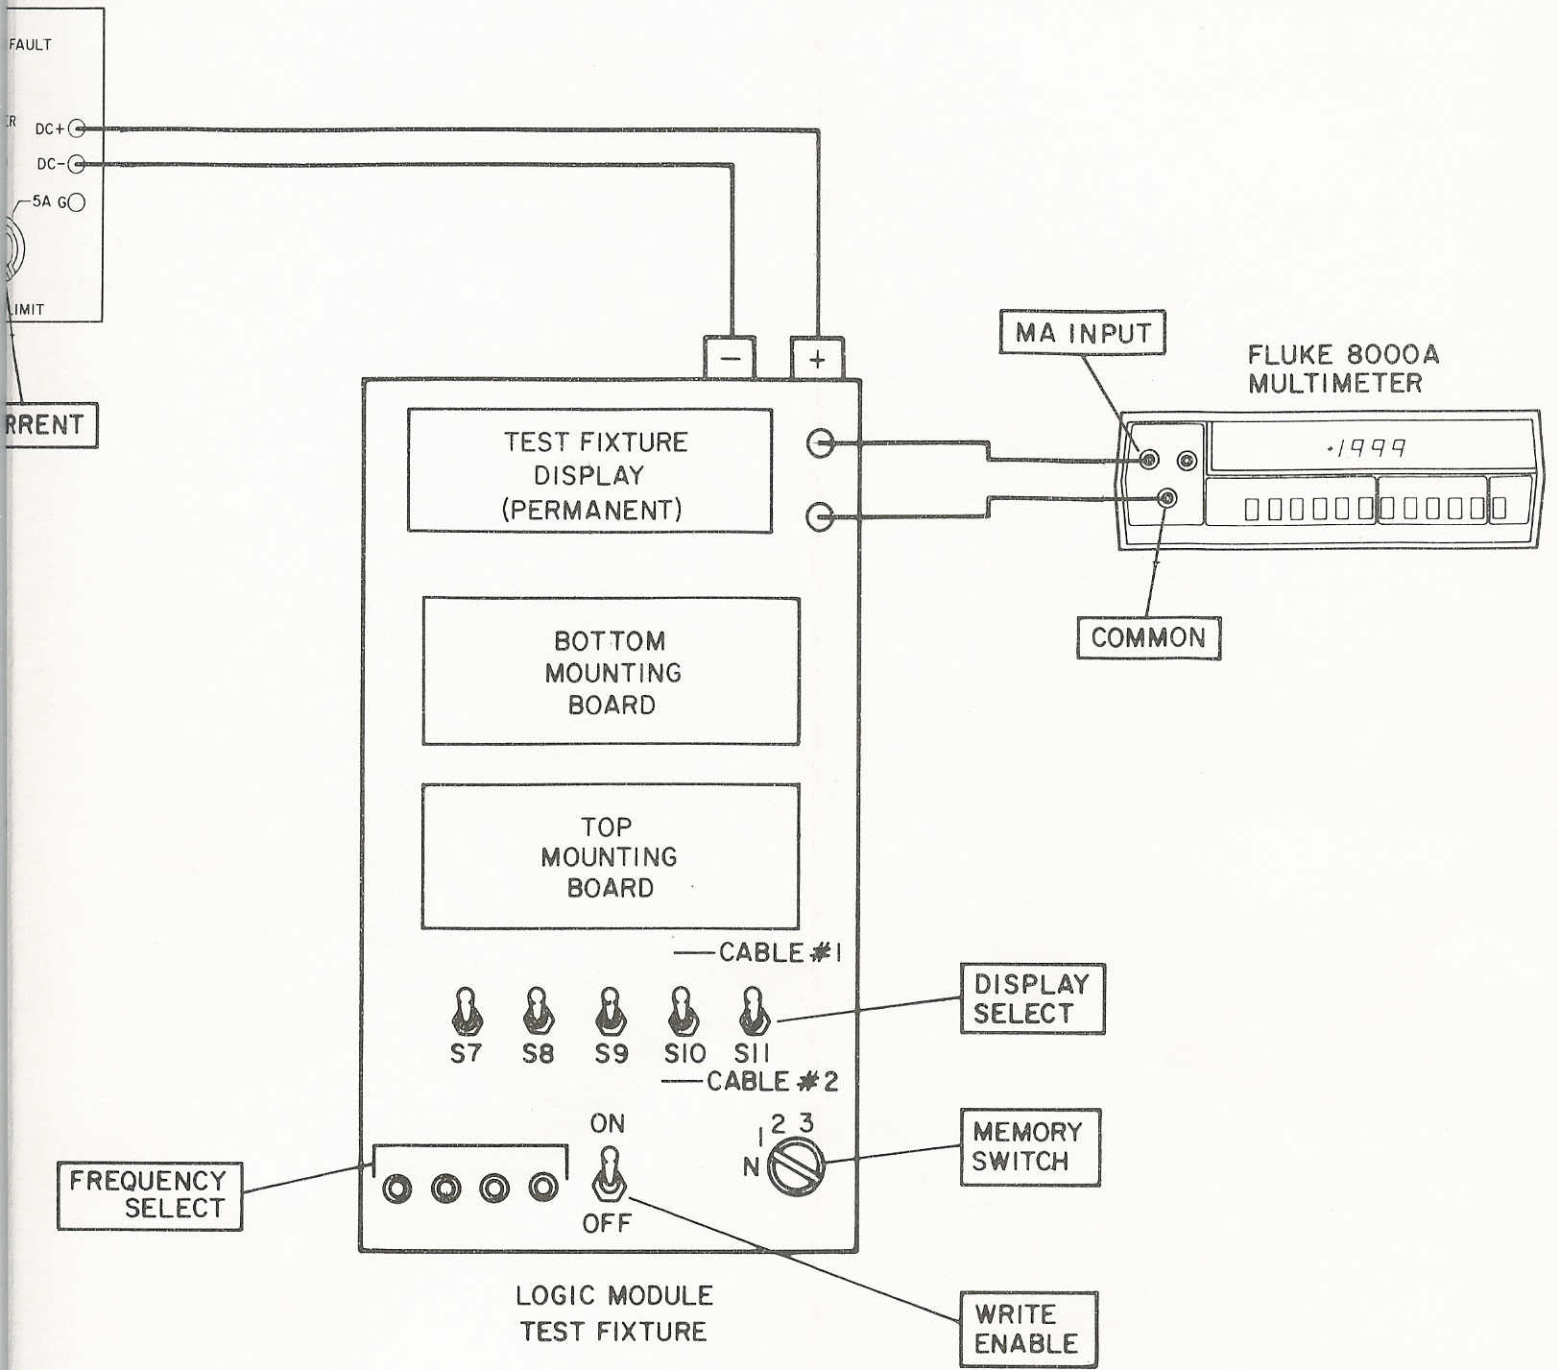 FAULT
DC+
DC-
5A G
LIMIT
MA INPUT
FLUKE 8000A
MULTIMETER
-
+
TEST FIXTURE
DISPLAY
(PERMANENT)
.1999
COMMON
BOTTOM
MOUNTING
BOARD
TOP
MOUNTING
BOARD
CABLE #1
DISPLAY
SELECT
S7 S8 S9 S10 S11
CABLE #2
ON
1 2 3
N
MEMORY
SWITCH
FREQUENCY
SELECT
OFF
LOGIC MODULE
TEST FIXTURE
WRITE
ENABLE